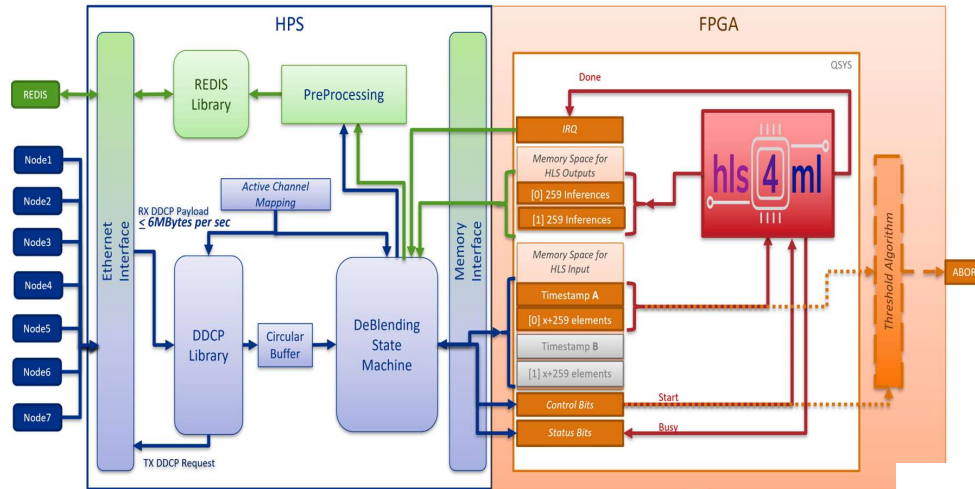 HPS
FPGA
QSYS
REDIS
Node1
Node2
Node3
Node4
Node5
Node6
Node7
Ethernet
Interface
REDIS
Library
PreProcessing
Active Channel
Mapping
RX DDCP Payload
< 6MBytes per sec
DDCP
Library
Circular
Buffer
DeBlending
State
Machine
TX DDCP Request
Memory
Interface
Done
IRQ
Memory Space for
HLS Outputs
[0] 259 Inferences
[1] 259 Inferences
Memory Space for
HLS Input
Timestamp A
[0] x+259 elements
Timestamp B
[1] x+259 elements
Control Bits
Status Bits
Start
Busy
hls 4 ml
Threshold Algorithm
ABOR